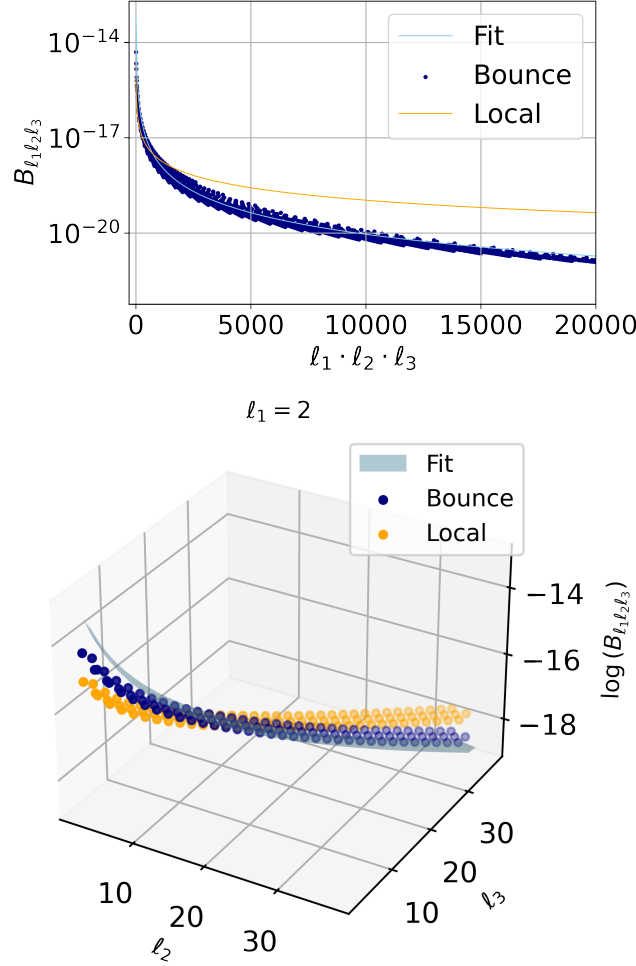 10⁻¹⁴
10⁻¹⁷
10⁻²⁰
B_{ℓ₁ℓ₂ℓ₃}
Fit
Bounce
Local
0 5000 10000 15000 20000
ℓ₁ · ℓ₂ · ℓ₃
ℓ₁ = 2
Fit
Bounce
Local
−14
−16
−18
log (B_{ℓ₁ℓ₂ℓ₃})
10 20 30
ℓ₂
10 20 30
ℓ₃